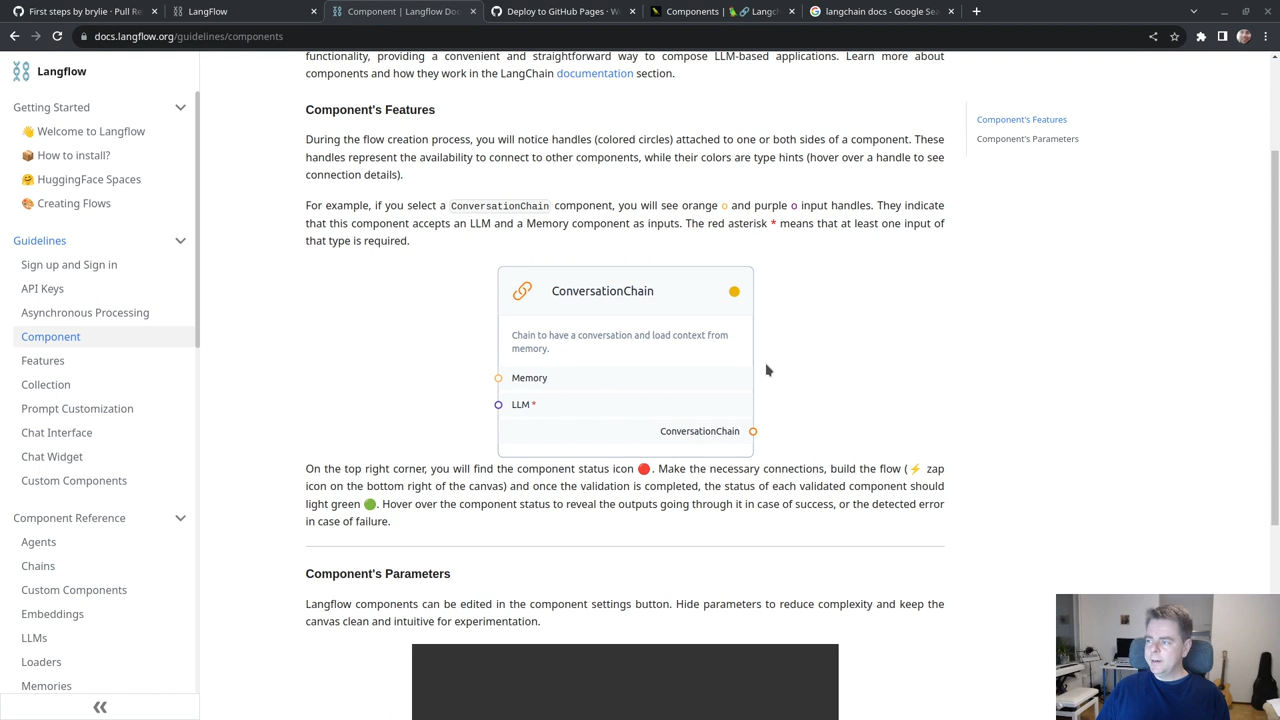 First steps by brylie · Pull Re
LangFlow
Component | Langflow Doc
Deploy to GitHub Pages · W
Components | 🦜️🔗 Langch
langchain docs - Google Sea
docs.langflow.org/guidelines/components
Langflow
Getting Started
👋 Welcome to Langflow
📦 How to install?
🤗 HuggingFace Spaces
🎨 Creating Flows
Guidelines
Sign up and Sign in
API Keys
Asynchronous Processing
Component
Features
Collection
Prompt Customization
Chat Interface
Chat Widget
Custom Components
Component Reference
Agents
Chains
Custom Components
Embeddings
LLMs
Loaders
Memories
functionality, providing a convenient and straightforward way to compose LLM-based applications. Learn more about
components and how they work in the LangChain documentation section.
Component's Features
During the flow creation process, you will notice handles (colored circles) attached to one or both sides of a component. These
handles represent the availability to connect to other components, while their colors are type hints (hover over a handle to see
connection details).
For example, if you select a ConversationChain component, you will see orange o and purple o input handles. They indicate
that this component accepts an LLM and a Memory component as inputs. The red asterisk * means that at least one input of
that type is required.
ConversationChain
Chain to have a conversation and load context from
memory.
Memory
LLM *
ConversationChain
On the top right corner, you will find the component status icon 🔴. Make the necessary connections, build the flow (⚡ zap
icon on the bottom right of the canvas) and once the validation is completed, the status of each validated component should
light green 🟢. Hover over the component status to reveal the outputs going through it in case of success, or the detected error
in case of failure.
Component's Parameters
Langflow components can be edited in the component settings button. Hide parameters to reduce complexity and keep the
canvas clean and intuitive for experimentation.
Component's Features
Component's Parameters